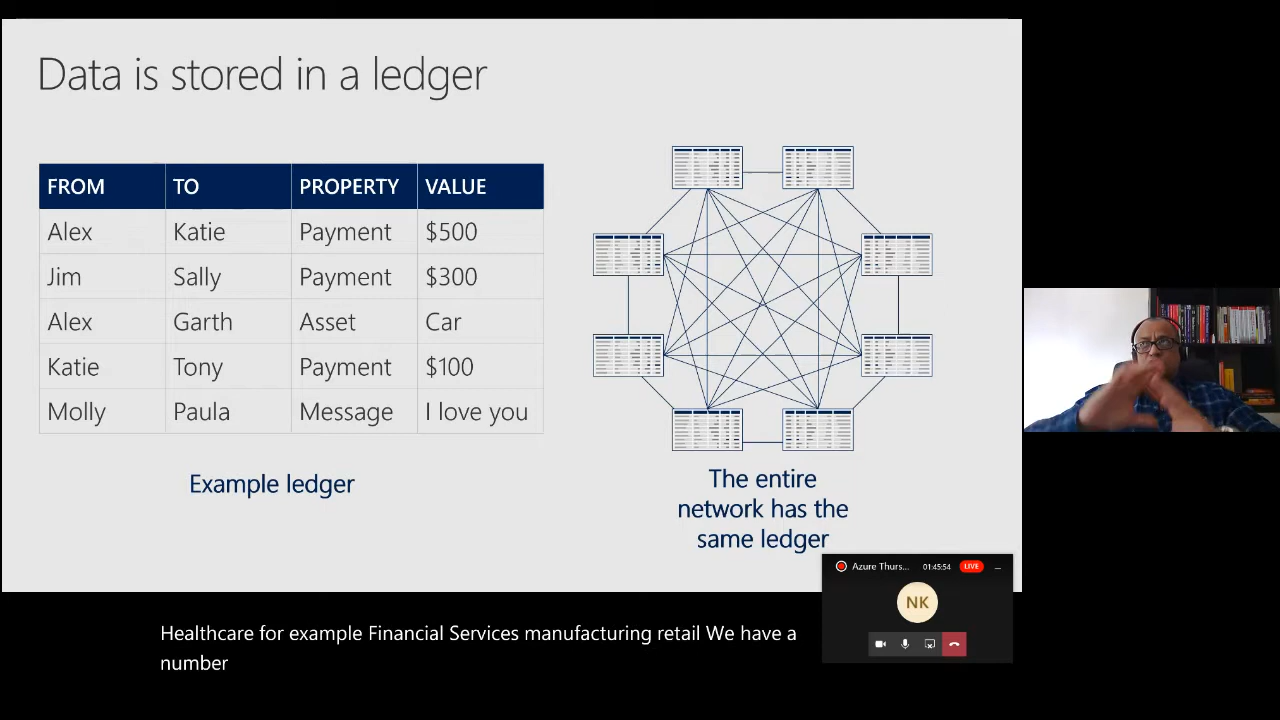 Data is stored in a ledger
FROM TO PROPERTY VALUE
Alex Katie Payment $500
Jim Sally Payment $300
Alex Garth Asset Car
Katie Tony Payment $100
Molly Paula Message I love you
Example ledger
The entire
network has the
same ledger
Azure Thurs... 01:45:54 LIVE
NK
Healthcare for example Financial Services manufacturing retail We have a
number